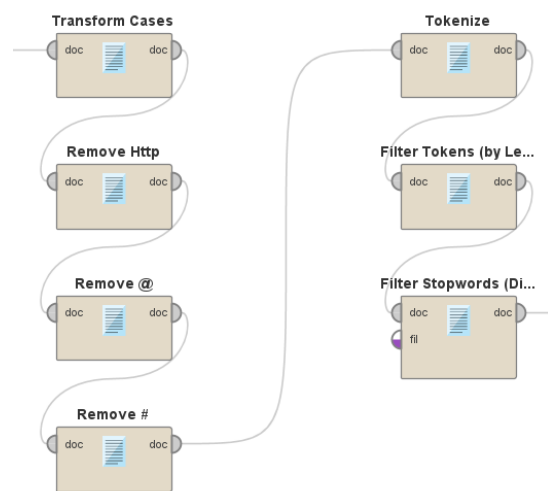 Transform Cases
doc doc
Remove Http
doc doc
Remove @
doc doc
Remove #
doc doc
Tokenize
doc doc
Filter Tokens (by Le...
doc doc
Filter Stopwords (Di...
doc doc
fil